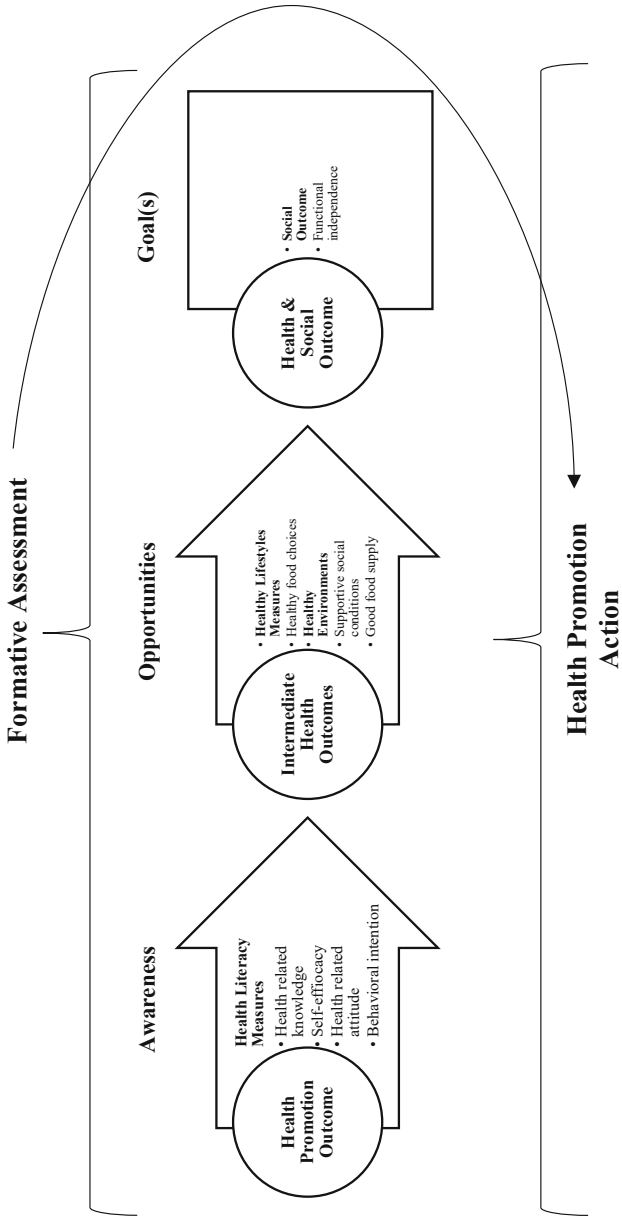 Formative Assessment
Awareness
Opportunities
Goal(s)
Health
Promotion
Outcome
Health Literacy
Measures
• Health related
knowledge
• Self-effiocacy
• Health related
attitude
• Behavioral intention
Intermediate
Health
Outcomes
• Healthy Lifestyles
Measures
• Healthy food choices
• Healthy
Environments
• Supportive social
conditions
• Good food supply
Health &
Social
Outcome
• Social
Outcome
• Functional
independence
Health Promotion
Action